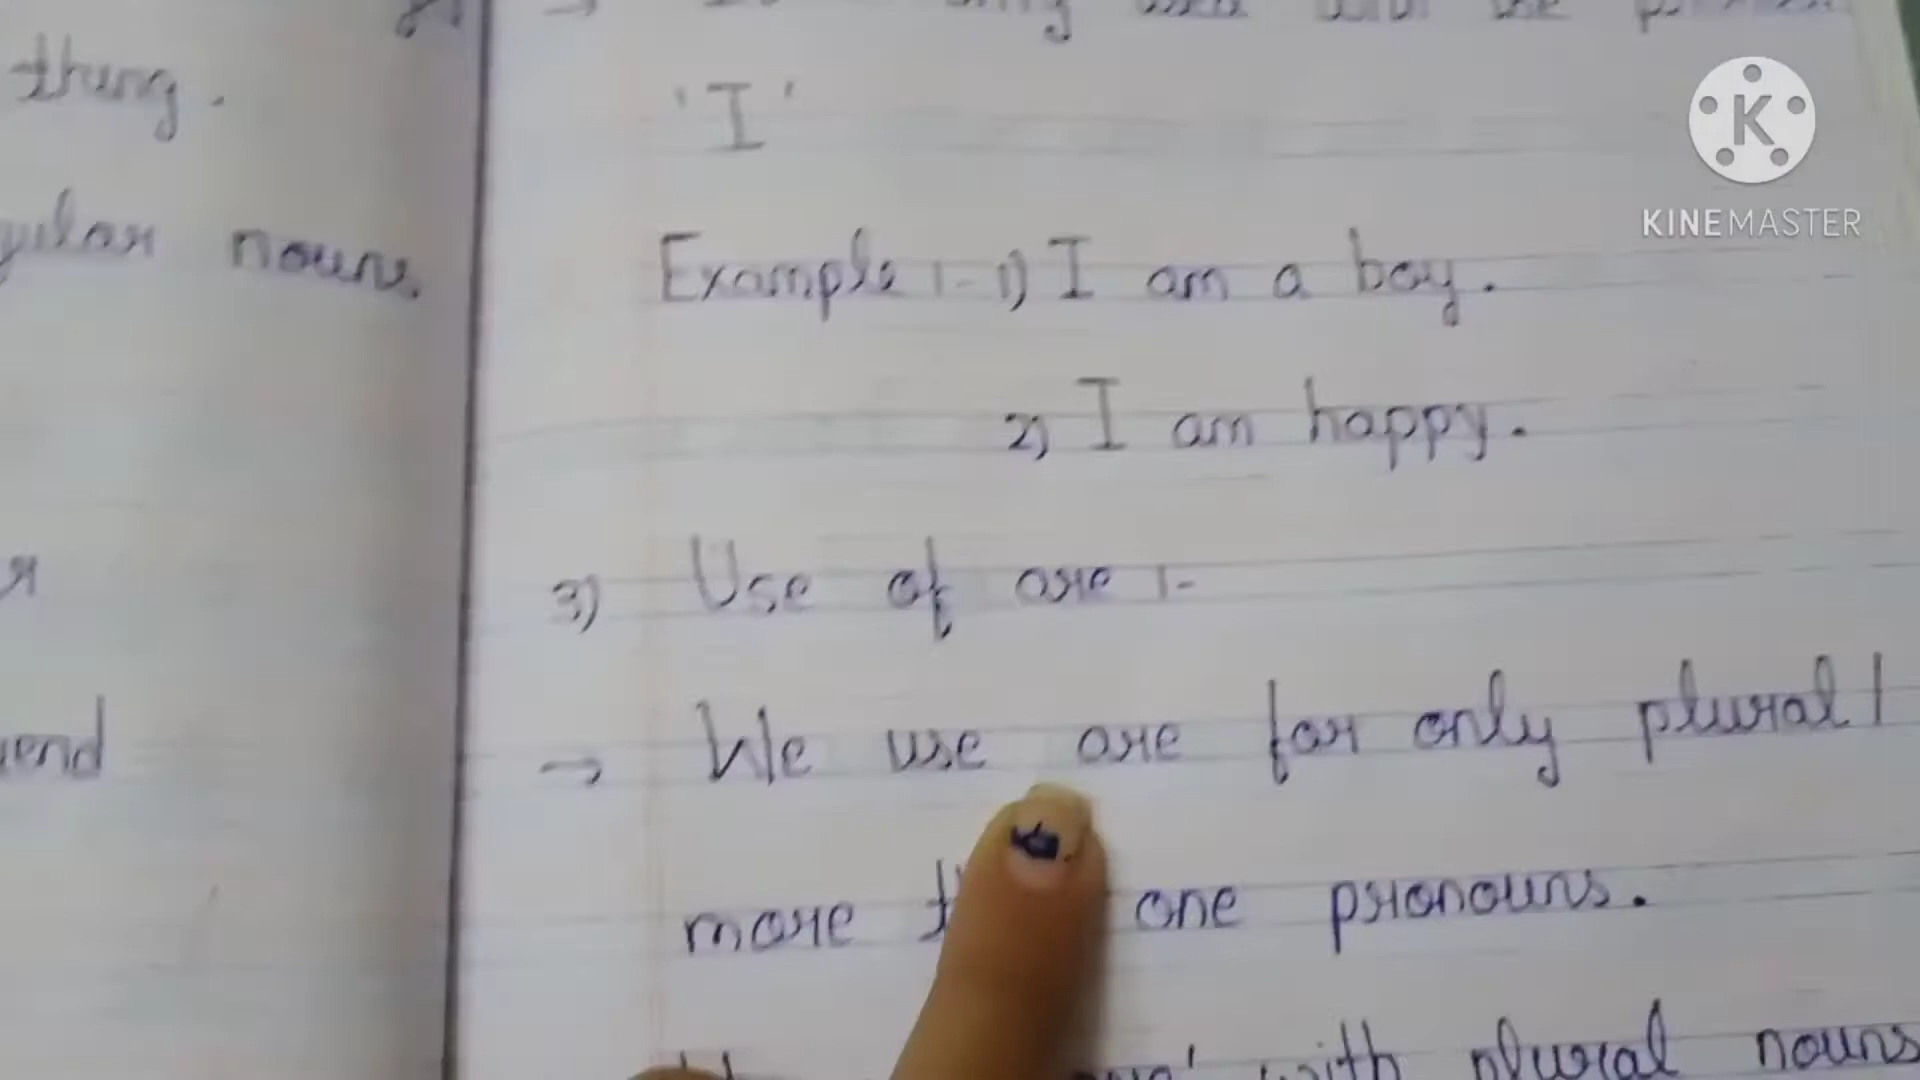 thing.
nouns.
'I'
Example :- 1) I am a boy.
2) I am happy.
3) Use of are :-
→ We use are for only plural /
more one pronouns.
with plural nouns
K
KINEMASTER